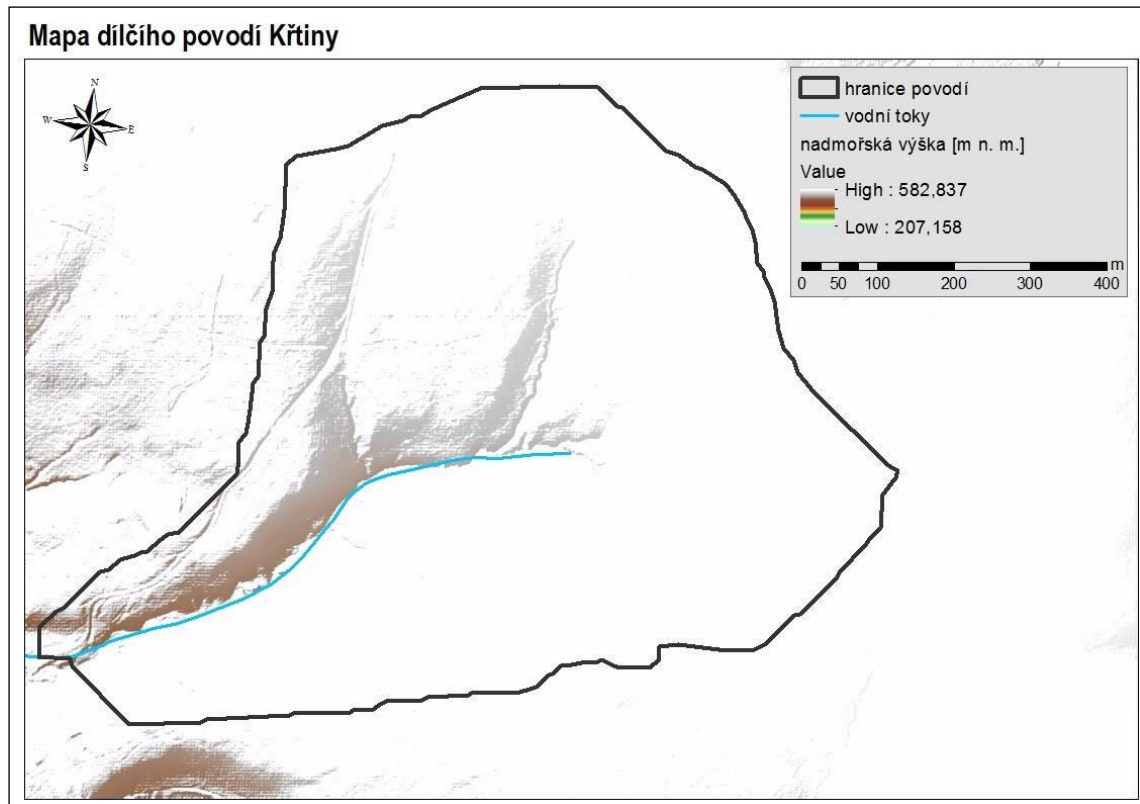 Mapa dílčího povodí Křtiny
N
W
E
S
hranice povodí
vodní toky
nadmořská výška [m n. m.]
Value
High : 582,837
Low : 207,158
m
0 50 100 200 300 400